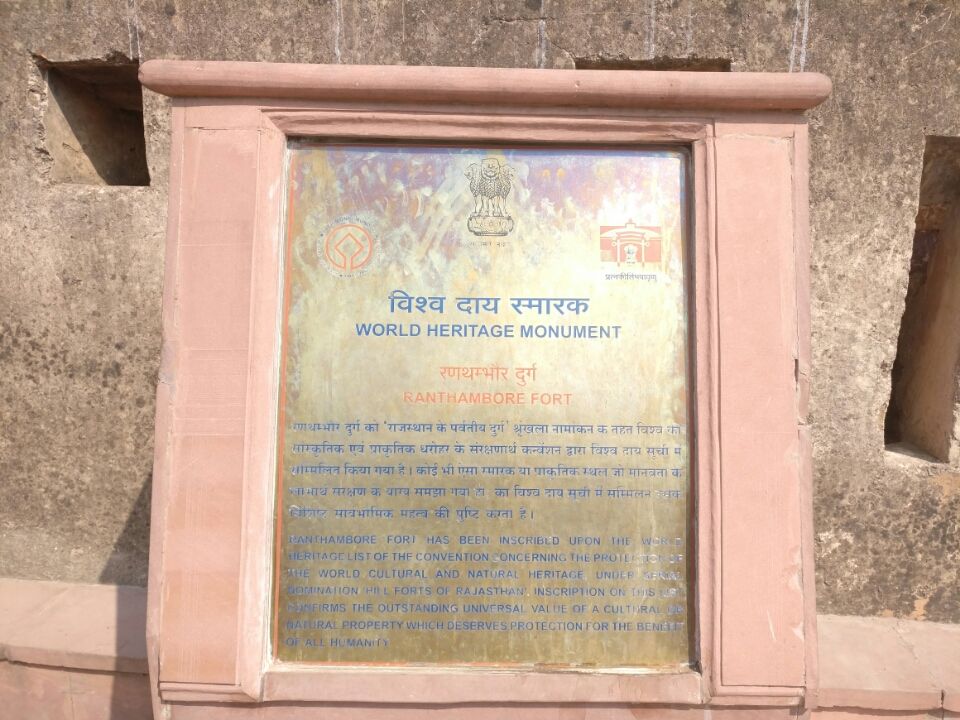 प्रत्नकीर्तिमपावृणु
विश्व दाय स्मारक
WORLD HERITAGE MONUMENT
रणथम्भौर दुर्ग
RANTHAMBORE FORT
रणथम्भौर दुर्ग को 'राजस्थान के पर्वतीय दुर्ग' श्रृंखला नामांकन के तहत विश्व की
सांस्कृतिक एवं प्राकृतिक धरोहर के संरक्षणार्थ कन्वेंशन द्वारा विश्व दाय सूची में
सम्मिलित किया गया है। कोई भी ऐसा स्मारक या प्राकृतिक स्थल जो मानवता के
लाभार्थ संरक्षण के योग्य समझा गया हो, का विश्व दाय सूची में सम्मिलन उसके
विशिष्ट सार्वभौमिक महत्व की पुष्टि करता है।
RANTHAMBORE FORT HAS BEEN INSCRIBED UPON THE WORLD
HERITAGE LIST OF THE CONVENTION CONCERNING THE PROTECTION OF
THE WORLD CULTURAL AND NATURAL HERITAGE, UNDER SERIAL
NOMINATION 'HILL FORTS OF RAJASTHAN'. INSCRIPTION ON THIS LIST
CONFIRMS THE OUTSTANDING UNIVERSAL VALUE OF A CULTURAL OR
NATURAL PROPERTY WHICH DESERVES PROTECTION FOR THE BENEFIT
OF ALL HUMANITY